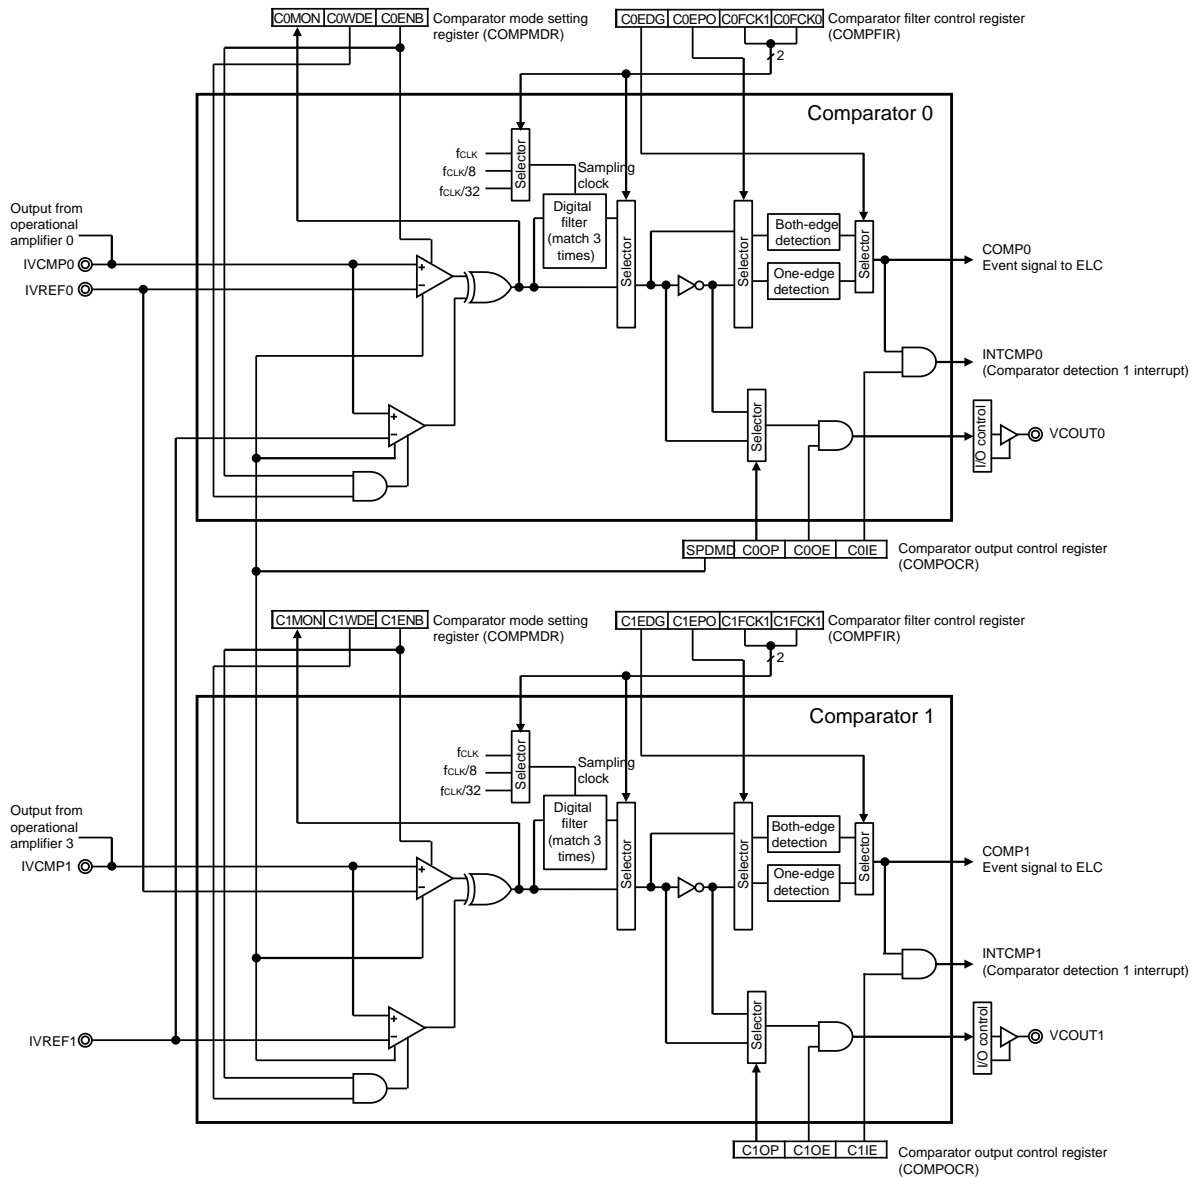 C0MON C0WDE C0ENB
Comparator mode setting
register (COMPMDR)
C0EDG C0EPO C0FCK1 C0FCK0
Comparator filter control register
(COMPFIR)
2
Comparator 0
Selector
fCLK
fCLK/8
fCLK/32
Sampling
clock
Digital
filter
(match 3
times)
Selector
Selector
Both-edge
detection
One-edge
detection
Selector
Output from
operational
amplifier 0
IVCMP0
IVREF0
+
−
+
−
COMP0
Event signal to ELC
INTCMP0
(Comparator detection 1 interrupt)
Selector
I/O control
VCOUT0
SPDMD C0OP C0OE C0IE
Comparator output control register
(COMPOCR)
C1MON C1WDE C1ENB
Comparator mode setting
register (COMPMDR)
C1EDG C1EPO C1FCK1 C1FCK1
Comparator filter control register
(COMPFIR)
2
Comparator 1
Selector
fCLK
fCLK/8
fCLK/32
Sampling
clock
Digital
filter
(match 3
times)
Selector
Selector
Both-edge
detection
One-edge
detection
Selector
Output from
operational
amplifier 3
IVCMP1
+
−
+
−
COMP1
Event signal to ELC
INTCMP1
(Comparator detection 1 interrupt)
IVREF1
Selector
I/O control
VCOUT1
C1OP C1OE C1IE
Comparator output control register
(COMPOCR)